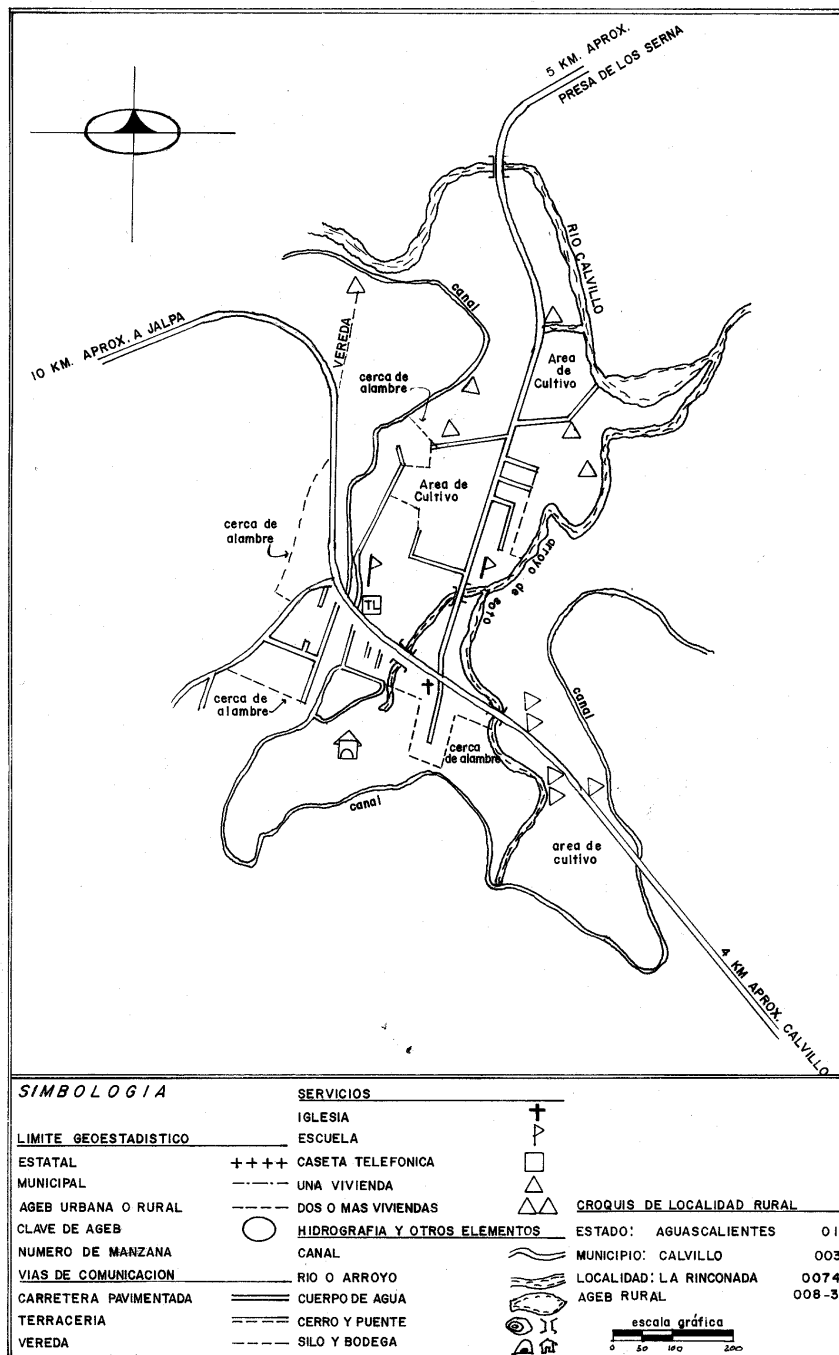 5 KM. APROX.
PRESA DE LOS SERNA
RIO CALVILLO
canal
10 KM. APROX. A JALPA
VEREDA
Area de
Cultivo
cerca de
alambre
Area de
Cultivo
cerca de
alambre
arroyo de soto
TL
canal
cerca de
alambre
cerca
de alambre
canal
area de
cultivo
4 KM APROX. CALVILLO
SIMBOLOGIA
LIMITE GEOESTADISTICO
ESTATAL
MUNICIPAL
AGEB URBANA O RURAL
CLAVE DE AGEB
NUMERO DE MANZANA
VIAS DE COMUNICACION
CARRETERA PAVIMENTADA
TERRACERIA
VEREDA
SERVICIOS
IGLESIA
ESCUELA
CASETA TELEFONICA
UNA VIVIENDA
DOS O MAS VIVIENDAS
HIDROGRAFIA Y OTROS ELEMENTOS
CANAL
RIO O ARROYO
CUERPO DE AGUA
CERRO Y PUENTE
SILO Y BODEGA
CROQUIS DE LOCALIDAD RURAL
ESTADO: AGUASCALIENTES 01
MUNICIPIO: CALVILLO 003
LOCALIDAD: LA RINCONADA 0074
AGEB RURAL 008-3
escala gráfica
0 50 100 200